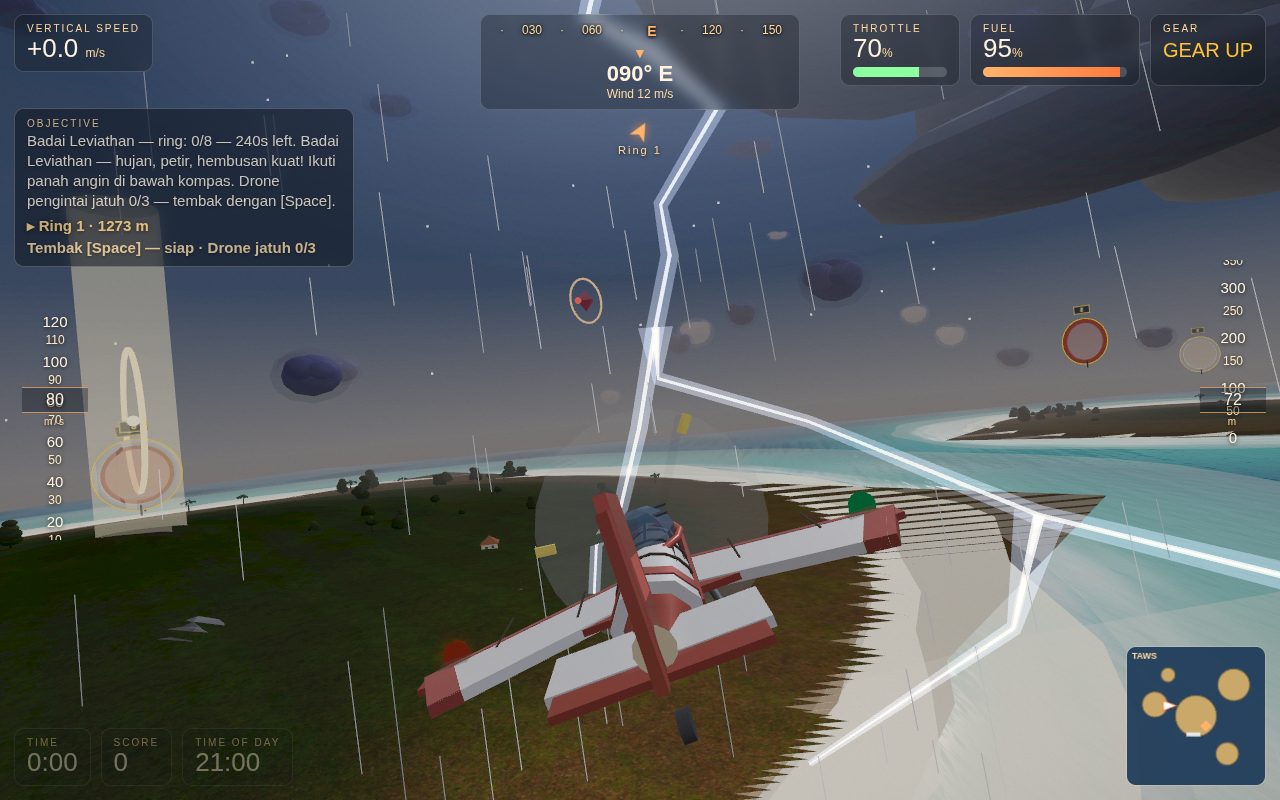 VERTICAL SPEED
+0.0 m/s
· 030 · 060 · E · 120 · 150
090° E
Wind 12 m/s
Ring 1
THROTTLE
70%
FUEL
95%
GEAR
GEAR UP
OBJECTIVE
Badai Leviathan — ring: 0/8 — 240s left. Badai
Leviathan — hujan, petir, hembusan kuat! Ikuti
panah angin di bawah kompas. Drone
pengintai jatuh 0/3 — tembak dengan [Space].
▸ Ring 1 · 1273 m
Tembak [Space] — siap · Drone jatuh 0/3
120
110
100
90
80
70
m/s
60
50
40
30
20
10
350
300
250
200
150
100
72
50
m
0
TIME
0:00
SCORE
0
TIME OF DAY
21:00
TAWS